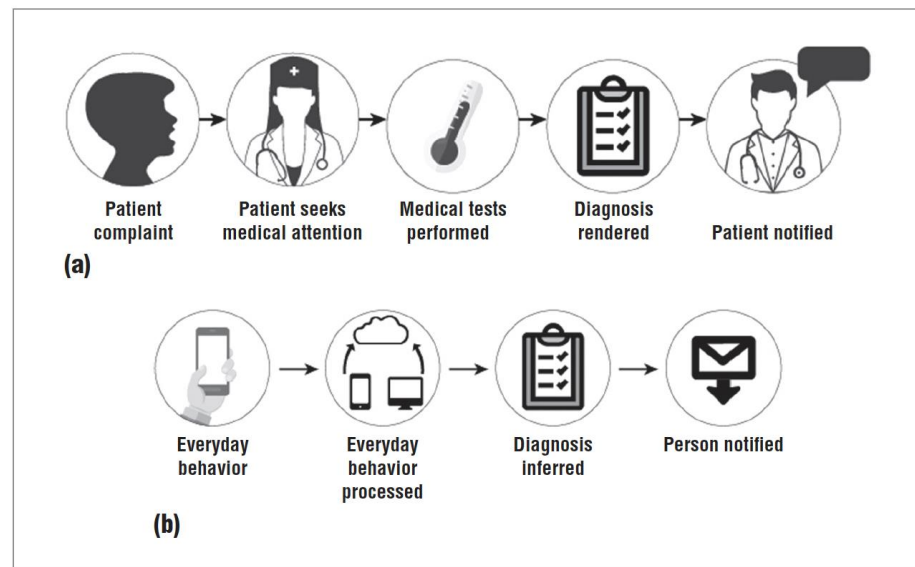 Patient
complaint
Patient seeks
medical attention
Medical tests
performed
Diagnosis
rendered
Patient notified
(a)
Everyday
behavior
Everyday
behavior
processed
Diagnosis
inferred
Person notified
(b)